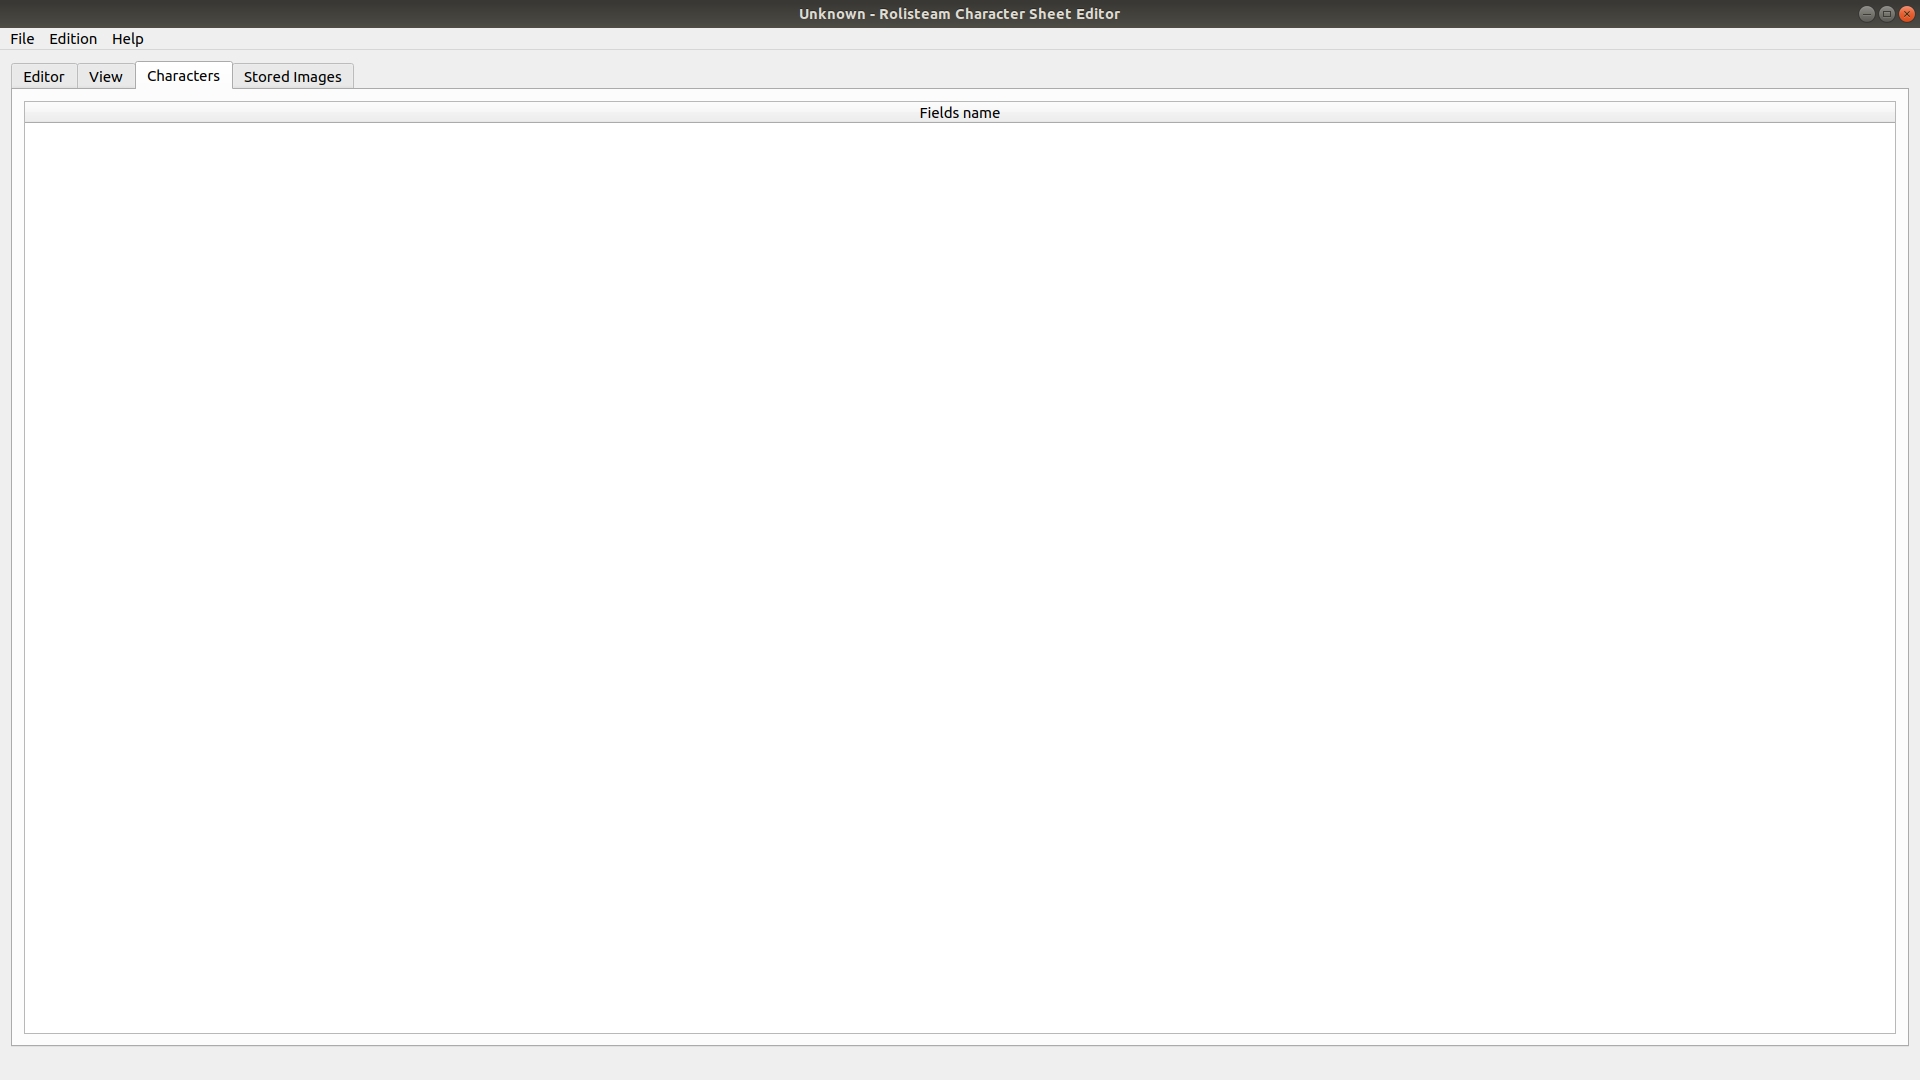 Unknown - Rolisteam Character Sheet Editor
File Edition Help
Editor View Characters Stored Images
Fields name